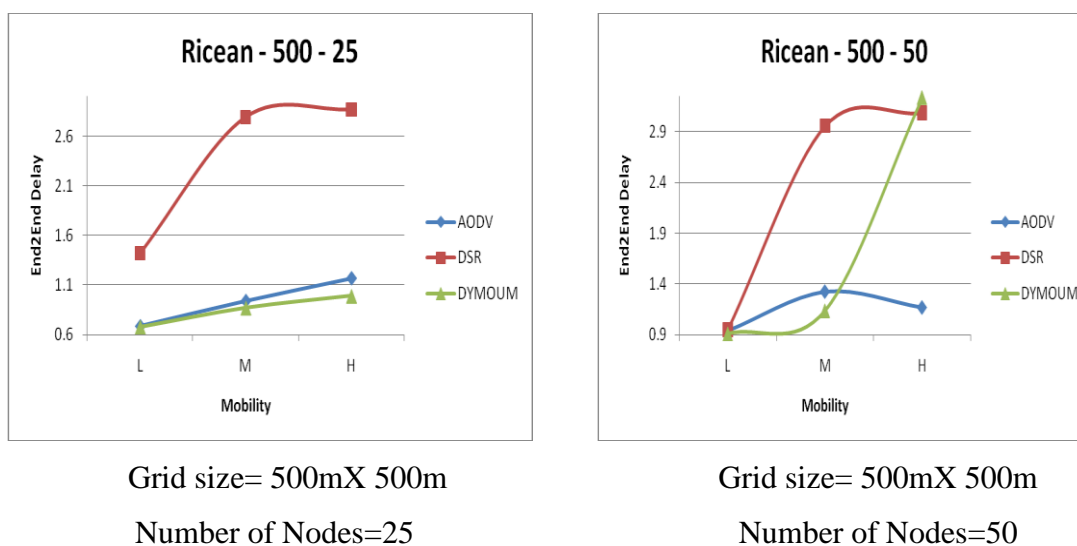 Ricean - 500 - 25
End2End Delay
2.6
2.1
1.6
1.1
0.6
L M H
Mobility
AODV
DSR
DYMOUM
Grid size= 500mX 500m
Number of Nodes=25
Ricean - 500 - 50
End2End Delay
2.9
2.4
1.9
1.4
0.9
L M H
Mobility
AODV
DSR
DYMOUM
Grid size= 500mX 500m
Number of Nodes=50